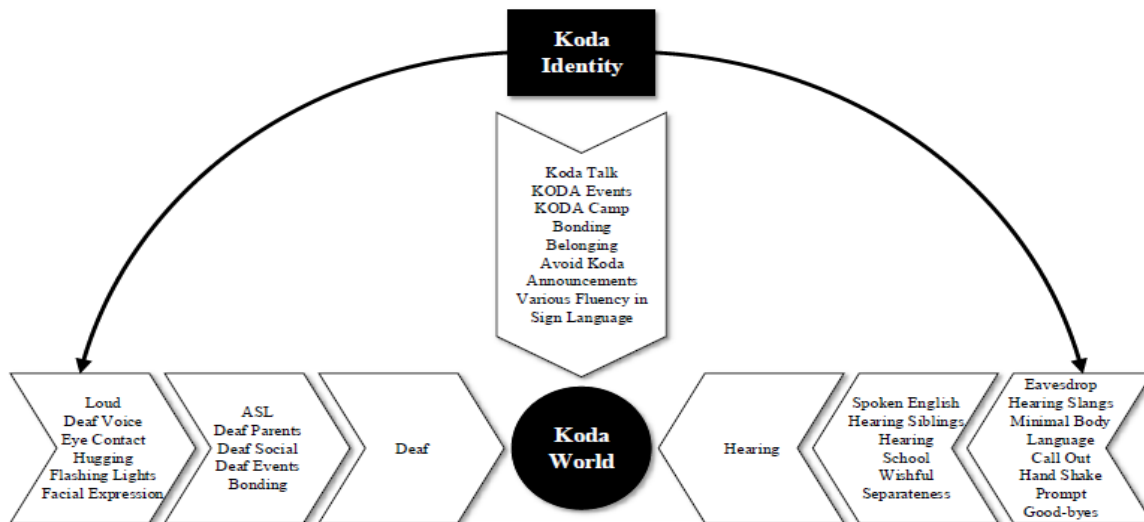 Koda
Identity
Koda Talk
KODA Events
KODA Camp
Bonding
Belonging
Avoid Koda
Announcements
Various Fluency in
Sign Language
Loud
Deaf Voice
Eye Contact
Hugging
Flashing Lights
Facial Expression
ASL
Deaf Parents
Deaf Social
Deaf Events
Bonding
Deaf
Koda
World
Hearing
Spoken English
Hearing Siblings
Hearing
School
Wishful
Separateness
Eavesdrop
Hearing Slangs
Minimal Body
Language
Call Out
Hand Shake
Prompt
Good-byes